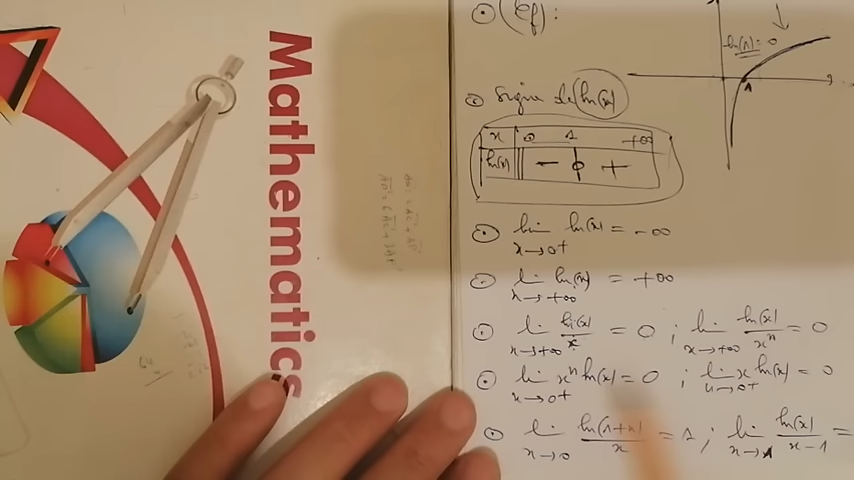 Mathematics
⊙ (Cf):
ln(1) = 0
1
⊙ Signe de ln(x)
x 0 1 +∞
ln(x) − 0 +
⊙ lim ln(x) = -∞
x→0+
⊙ lim ln(x) = +∞
x→+∞
⊙ lim ln(x)/x = 0 ; lim ln(x)/x^n = 0
x→+∞ x→+∞
⊙ lim x^n ln(x) = 0 ; lim x ln(x) = 0
x→0+ x→0+
⊙ lim ln(1+x)/x = 1 ; lim ln(x)/x-1 =
x→0 x→1